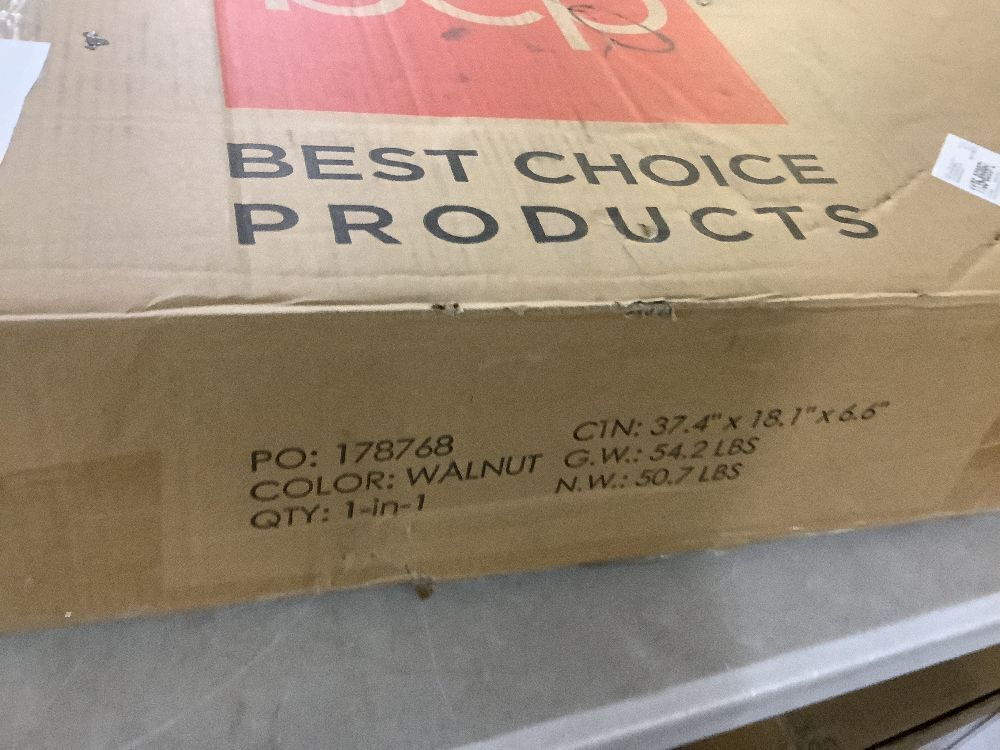 bcp
BEST CHOICE
PRODUCTS
PO: 178768
COLOR: WALNUT
QTY: 1-in-1
CTN: 37.4" x 18.1" x 6.6"
G.W.: 54.2 LBS
N.W.: 50.7 LBS